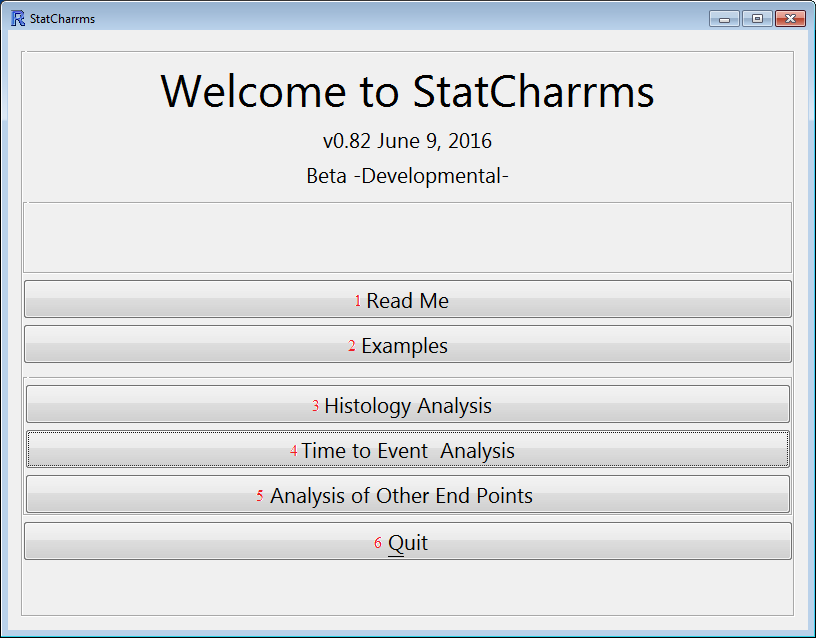 StatCharrms
Welcome to StatCharrms
v0.82 June 9, 2016
Beta -Developmental-
1 Read Me
2 Examples
3 Histology Analysis
4 Time to Event  Analysis
5 Analysis of Other End Points
6 Quit